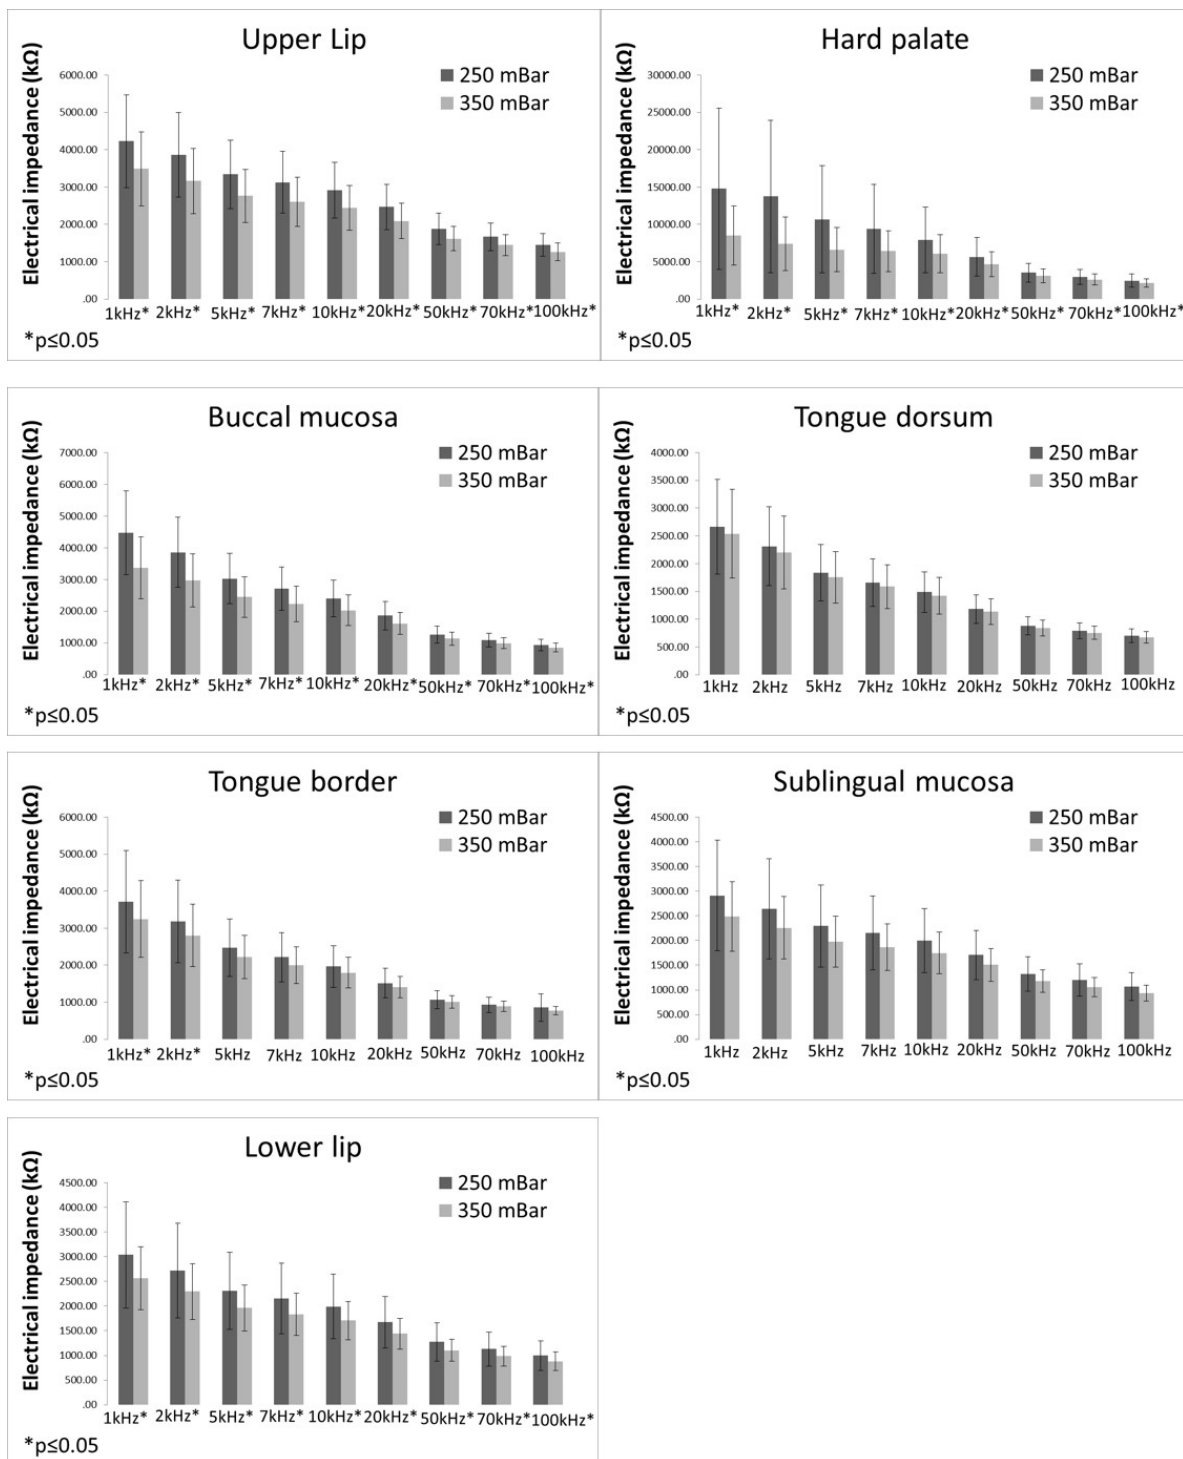 Upper Lip
Electrical impedance (kΩ)
250 mBar
350 mBar
6000.00
5000.00
4000.00
3000.00
2000.00
1000.00
.00
1kHz* 2kHz* 5kHz* 7kHz* 10kHz* 20kHz* 50kHz* 70kHz* 100kHz*
*p≤0.05
Hard palate
Electrical impedance (kΩ)
250 mBar
350 mBar
30000.00
25000.00
20000.00
15000.00
10000.00
5000.00
.00
1kHz* 2kHz* 5kHz* 7kHz* 10kHz* 20kHz* 50kHz* 70kHz* 100kHz*
*p≤0.05
Buccal mucosa
Electrical impedance (kΩ)
250 mBar
350 mBar
7000.00
6000.00
5000.00
4000.00
3000.00
2000.00
1000.00
.00
1kHz* 2kHz* 5kHz* 7kHz* 10kHz* 20kHz* 50kHz* 70kHz* 100kHz*
*p≤0.05
Tongue dorsum
Electrical impedance (kΩ)
250 mBar
350 mBar
4000.00
3500.00
3000.00
2500.00
2000.00
1500.00
1000.00
500.00
.00
1kHz 2kHz 5kHz 7kHz 10kHz 20kHz 50kHz 70kHz 100kHz
*p≤0.05
Tongue border
Electrical impedance (kΩ)
250 mBar
350 mBar
6000.00
5000.00
4000.00
3000.00
2000.00
1000.00
.00
1kHz* 2kHz* 5kHz 7kHz 10kHz 20kHz 50kHz 70kHz 100kHz
*p≤0.05
Sublingual mucosa
Electrical impedance (kΩ)
250 mBar
350 mBar
4500.00
4000.00
3500.00
3000.00
2500.00
2000.00
1500.00
1000.00
500.00
.00
1kHz 2kHz 5kHz 7kHz 10kHz 20kHz 50kHz 70kHz 100kHz
*p≤0.05
Lower lip
Electrical impedance (kΩ)
250 mBar
350 mBar
4500.00
4000.00
3500.00
3000.00
2500.00
2000.00
1500.00
1000.00
500.00
.00
1kHz* 2kHz* 5kHz* 7kHz* 10kHz* 20kHz* 50kHz* 70kHz* 100kHz*
*p≤0.05